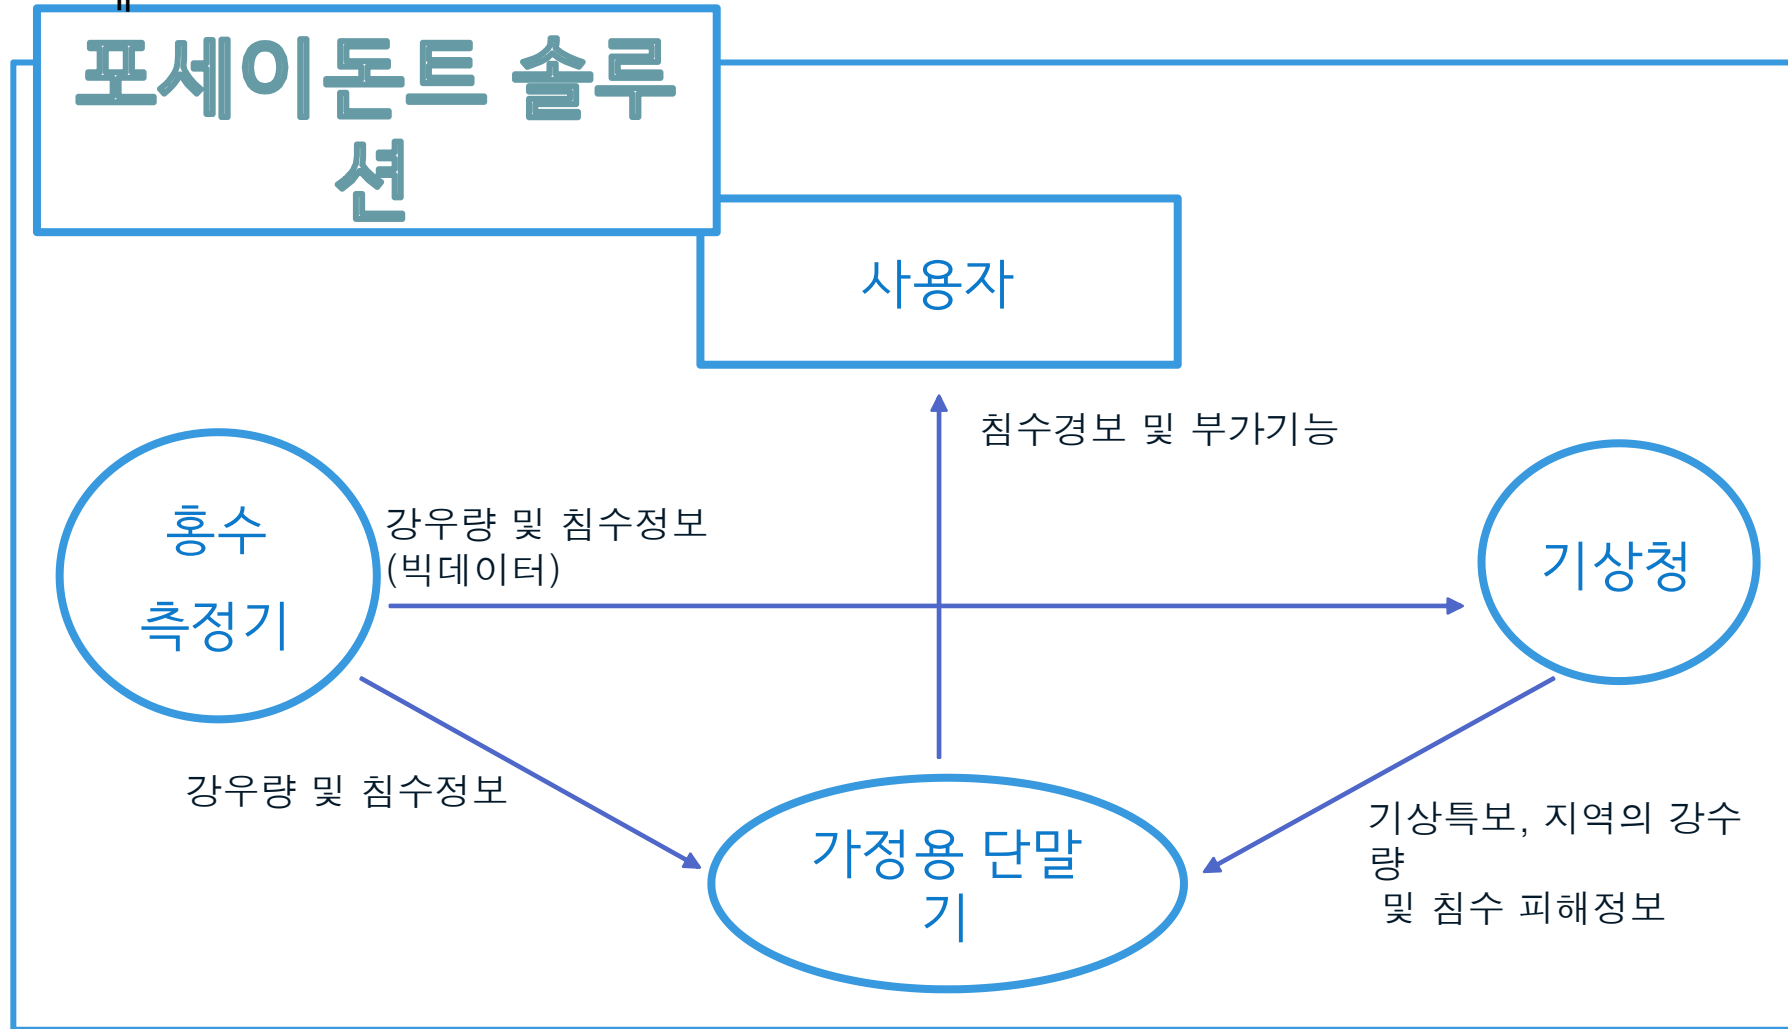 포세이돈트 솔루
션
사용자
침수경보 및 부가기능
홍수
측정기
강우량 및 침수정보
(빅데이터)
기상청
강우량 및 침수정보
가정용 단말
기
기상특보, 지역의 강수
량
및 침수 피해정보